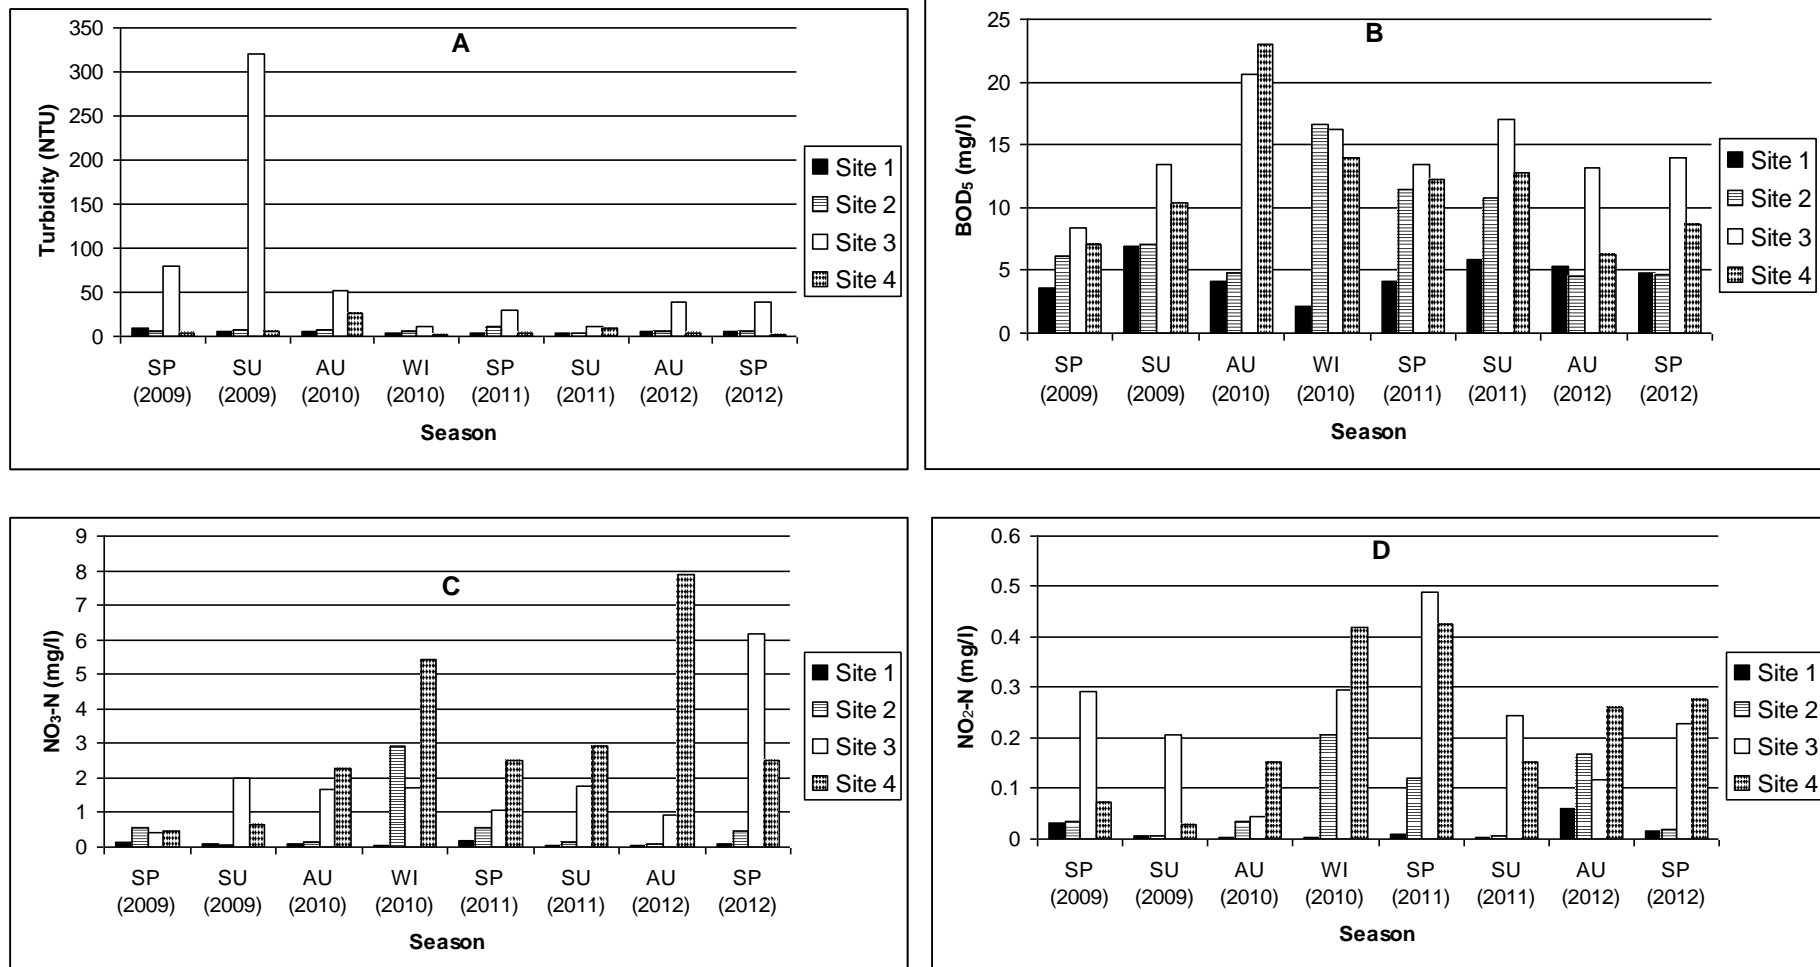 A
Turbidity (NTU)
350
300
250
200
150
100
50
0
SP SU AU WI SP SU AU SP
(2009) (2009) (2010) (2010) (2011) (2011) (2012) (2012)
Season
Site 1
Site 2
Site 3
Site 4
B
BOD5 (mg/l)
25
20
15
10
5
0
SP SU AU WI SP SU AU SP
(2009) (2009) (2010) (2010) (2011) (2011) (2012) (2012)
Season
Site 1
Site 2
Site 3
Site 4
C
NO3-N (mg/l)
9
8
7
6
5
4
3
2
1
0
SP SU AU WI SP SU AU SP
(2009) (2009) (2010) (2010) (2011) (2011) (2012) (2012)
Season
Site 1
Site 2
Site 3
Site 4
D
NO2-N (mg/l)
0.6
0.5
0.4
0.3
0.2
0.1
0
SP SU AU WI SP SU AU SP
(2009) (2009) (2010) (2010) (2011) (2011) (2012) (2012)
Season
Site 1
Site 2
Site 3
Site 4